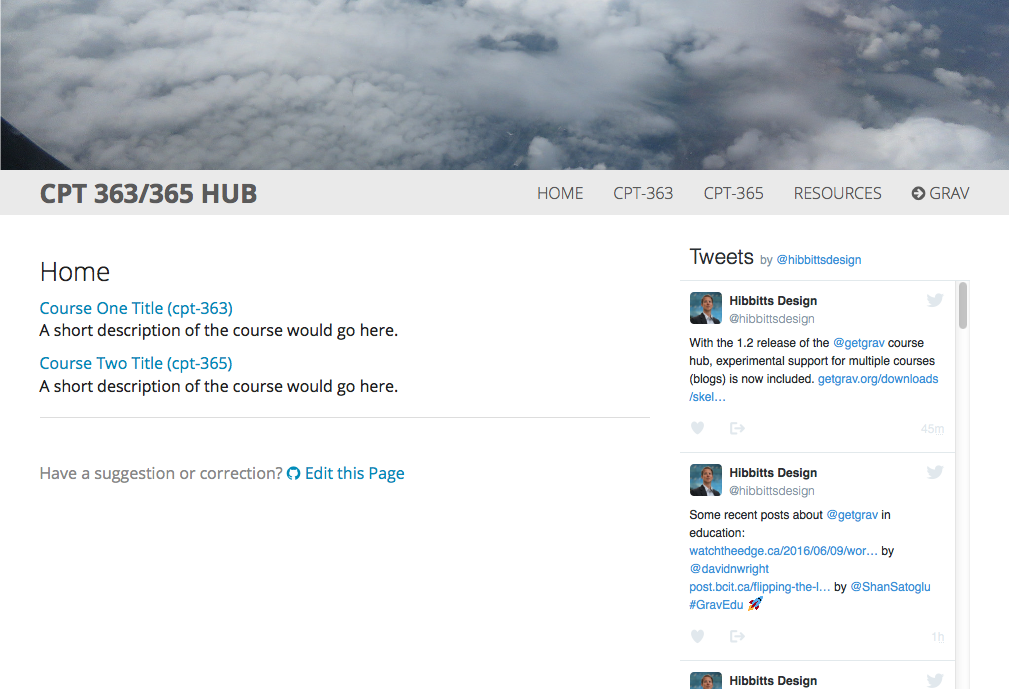 CPT 363/365 HUB
HOME CPT-363 CPT-365 RESOURCES GRAV
Home
Course One Title (cpt-363)
A short description of the course would go here.
Course Two Title (cpt-365)
A short description of the course would go here.
Have a suggestion or correction? Edit this Page
Tweets by @hibbittsdesign
Hibbitts Design
@hibbittsdesign
With the 1.2 release of the @getgrav course
hub, experimental support for multiple courses
(blogs) is now included. getgrav.org/downloads
/skel…
45m
Hibbitts Design
@hibbittsdesign
Some recent posts about @getgrav in
education:
watchtheedge.ca/2016/06/09/wor… by
@davidnwright
post.bcit.ca/flipping-the-l… by @ShanSatoglu
#GravEdu 🚀
1h
Hibbitts Design